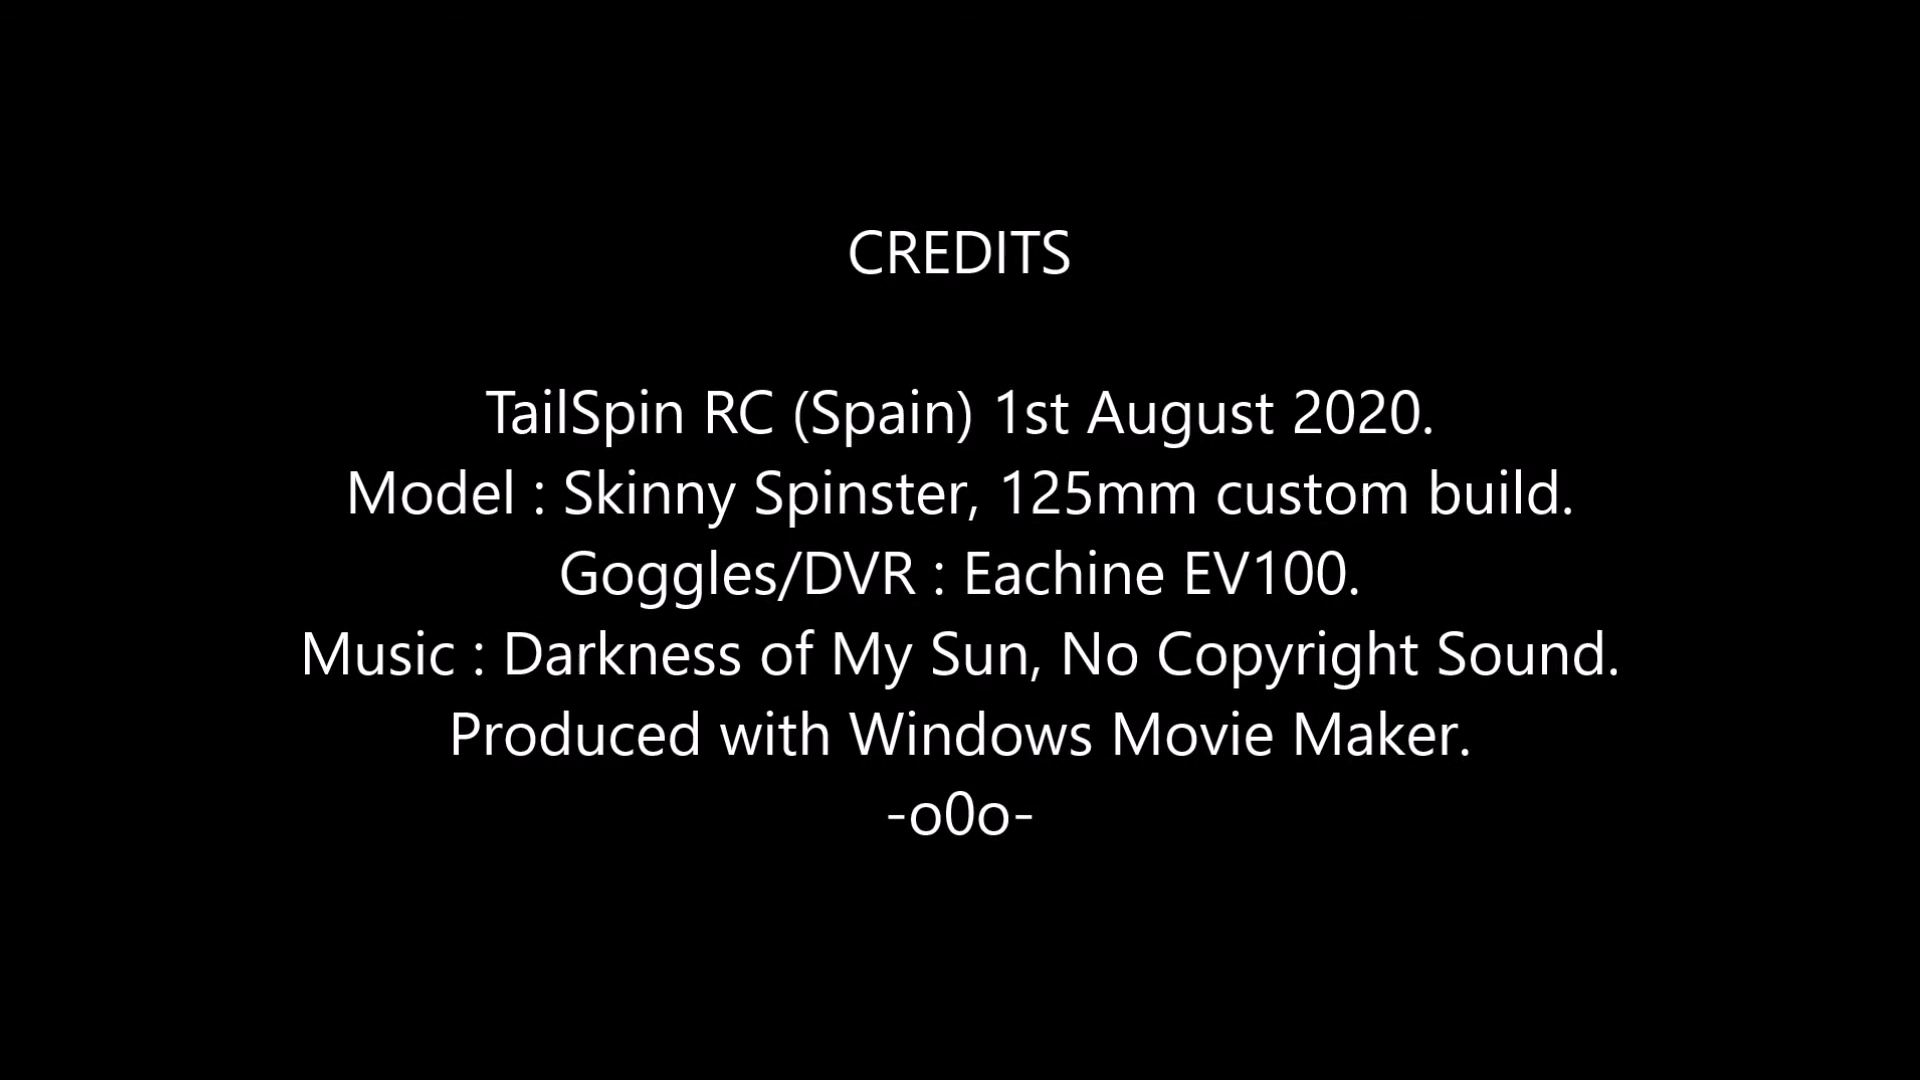 CREDITS
TailSpin RC (Spain) 1st August 2020.
Model : Skinny Spinster, 125mm custom build.
Goggles/DVR : Eachine EV100.
Music : Darkness of My Sun, No Copyright Sound.
Produced with Windows Movie Maker.
-o0o-